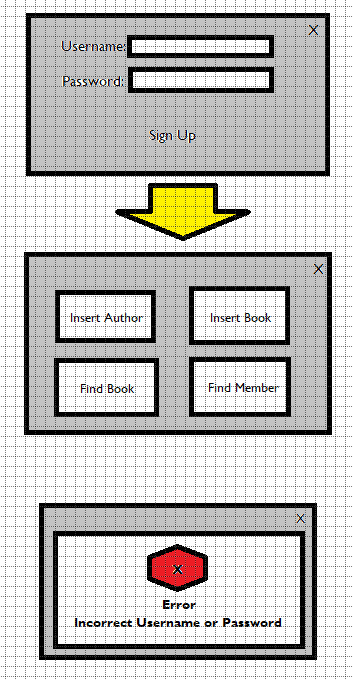 X
Username:
Password:
Sign Up
X
Insert Author Insert Book
Find Book Find Member
X
X
Error
Incorrect Username or Password